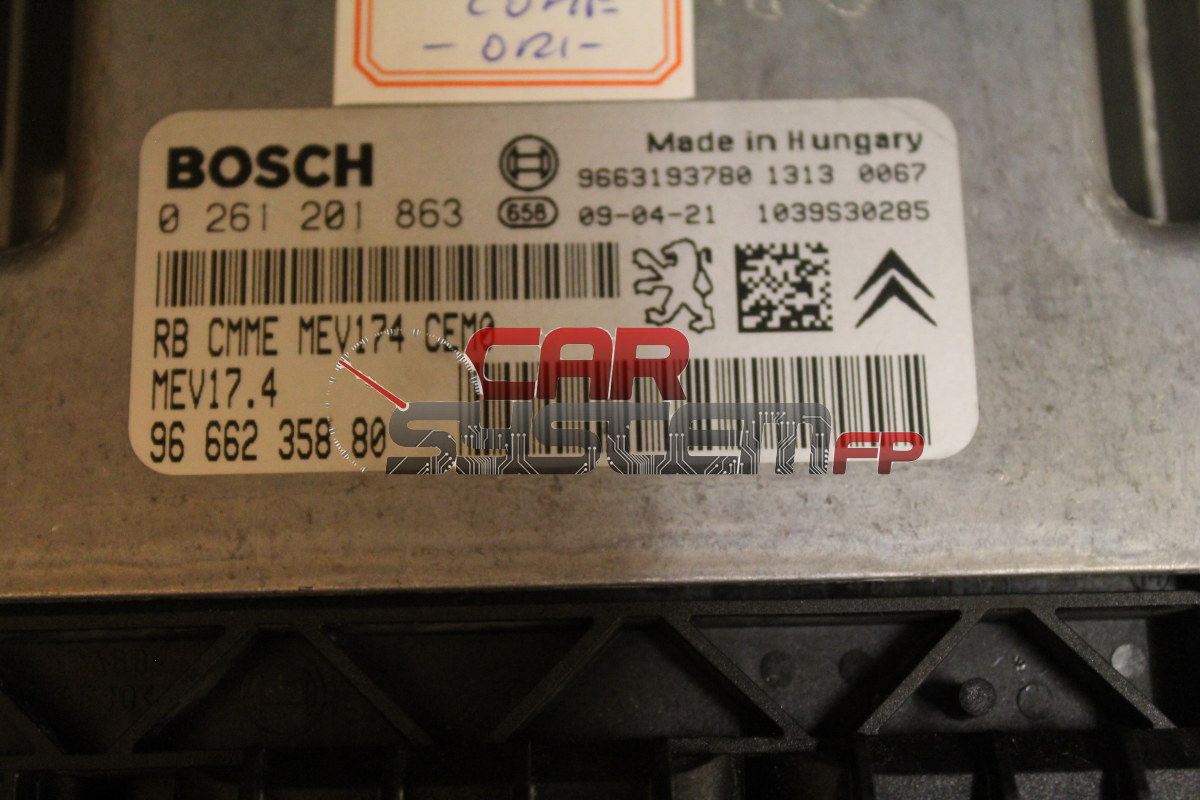 - ORI -
BOSCH
Made in Hungary
9663193780 1313 0067
0 261 201 863
658
09-04-21 1039S30285
RB CMME MEV174 CEM0
MEV17.4
96 662 358 80
CAR
SYSTEM FP